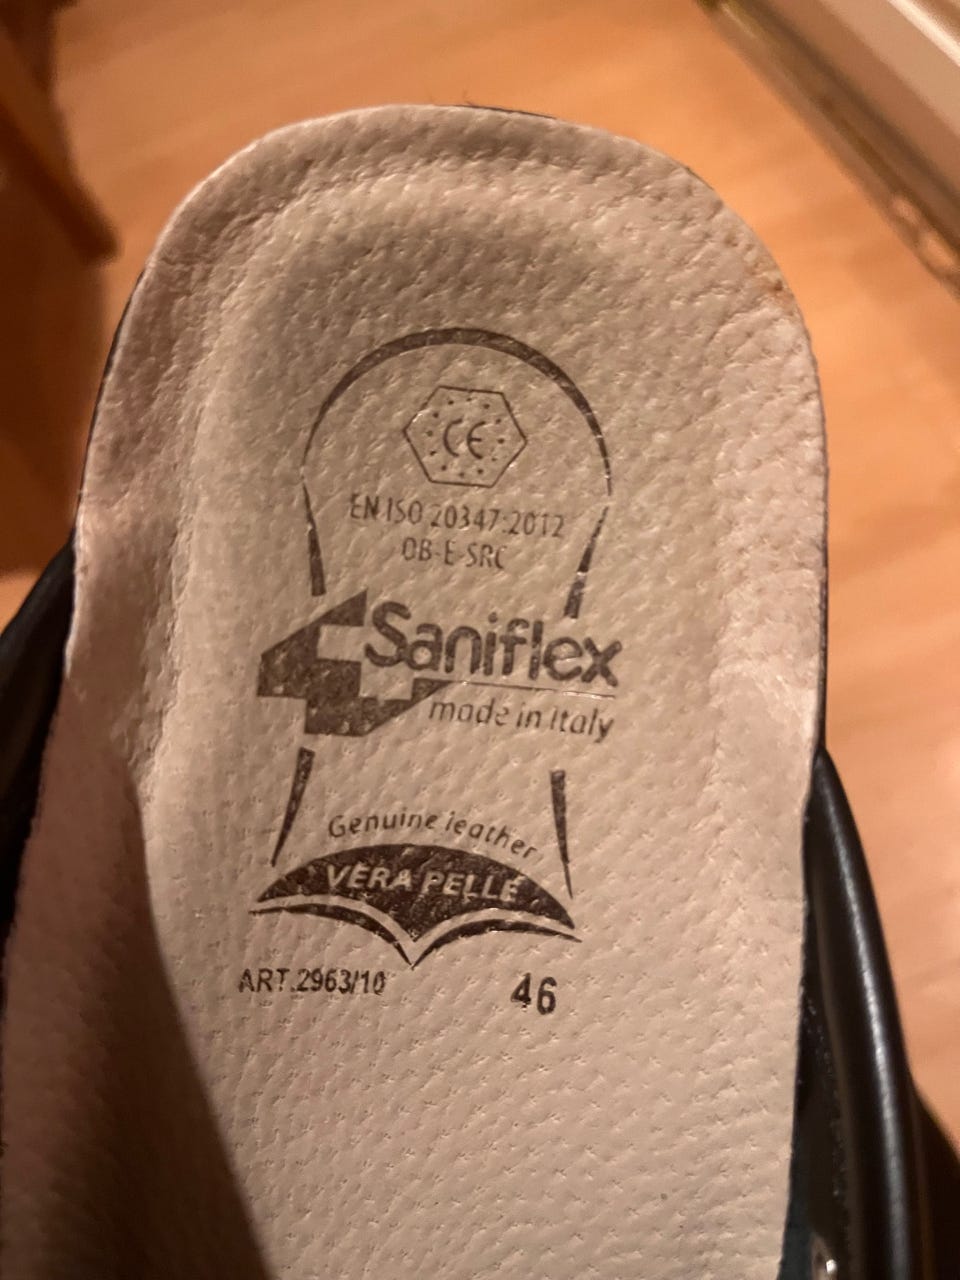 CE
EN ISO 20347:2012
OB-E-SRC
Saniflex
made in Italy
Genuine leather
VERA PELLE
ART.2963/10 46